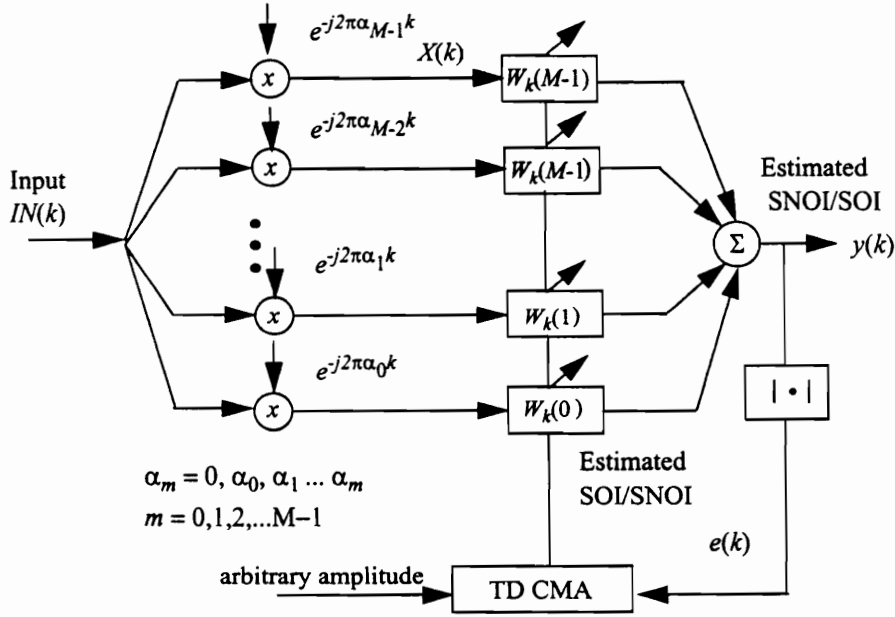 e^{-j2πα_{M-1}k}
X(k)
x
W_k(M-1)
e^{-j2πα_{M-2}k}
x
W_k(M-1)
Input
IN(k)
Estimated
SNOI/SOI
Σ
y(k)
e^{-j2πα_1k}
x
W_k(1)
e^{-j2πα_0k}
x
W_k(0)
| • |
Estimated
SOI/SNOI
α_m = 0, α_0, α_1 ... α_m
m = 0,1,2,...M−1
e(k)
arbitrary amplitude
TD CMA